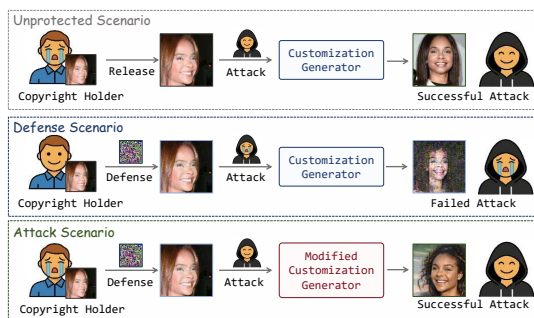 Unprotected Scenario
Release
Attack
Customization
Generator
Copyright Holder
Successful Attack
Defense Scenario
Defense
Attack
Customization
Generator
Copyright Holder
Failed Attack
Attack Scenario
Defense
Attack
Modified
Customization
Generator
Copyright Holder
Successful Attack